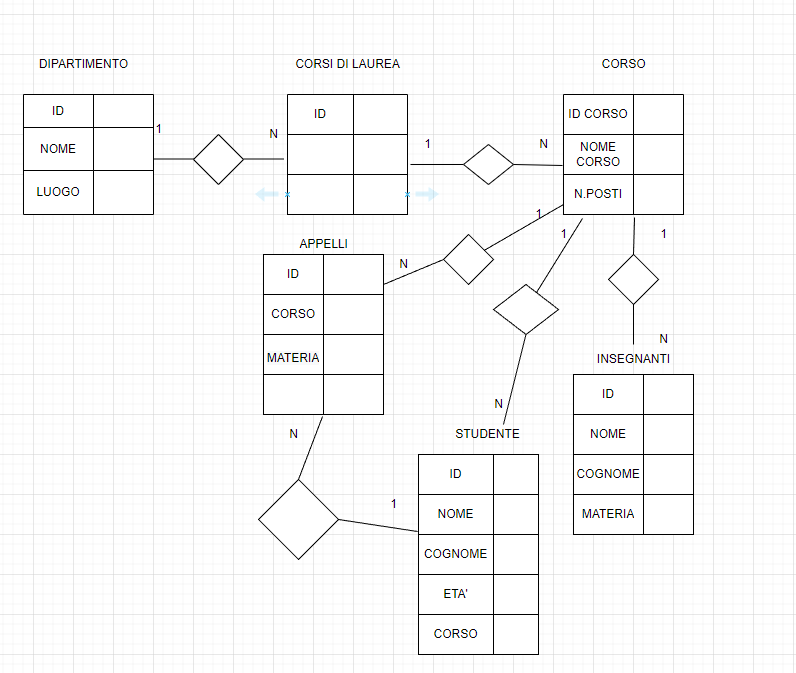 DIPARTIMENTO
CORSI DI LAUREA
CORSO
ID
NOME
LUOGO
1
N
ID
1
N
ID CORSO
NOME
CORSO
N.POSTI
1
1
1
N
APPELLI
ID
CORSO
MATERIA
N
INSEGNANTI
ID
NOME
COGNOME
MATERIA
N
N
1
STUDENTE
ID
NOME
COGNOME
ETA'
CORSO